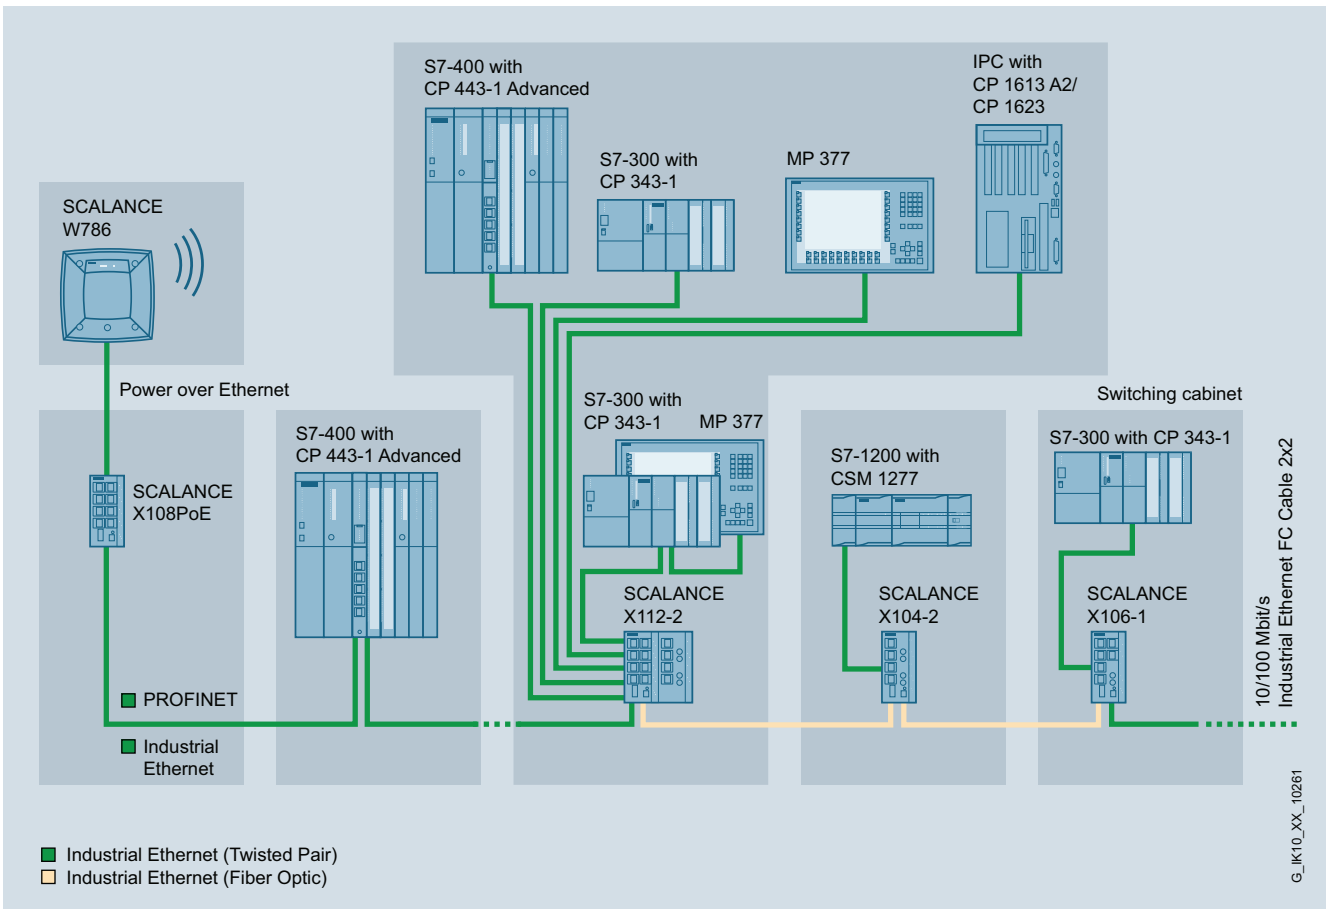 S7-400 with
CP 443-1 Advanced
IPC with
CP 1613 A2/
CP 1623
S7-300 with
CP 343-1
MP 377
SCALANCE
W786
Power over Ethernet
S7-300 with
CP 343-1
MP 377
Switching cabinet
S7-400 with
CP 443-1 Advanced
S7-1200 with
CSM 1277
S7-300 with CP 343-1
SCALANCE
X108PoE
SCALANCE
X112-2
SCALANCE
X104-2
SCALANCE
X106-1
10/100 Mbit/s
Industrial Ethernet FC Cable 2x2
PROFINET
Industrial
Ethernet
G_IK10_XX_10261
Industrial Ethernet (Twisted Pair)
Industrial Ethernet (Fiber Optic)